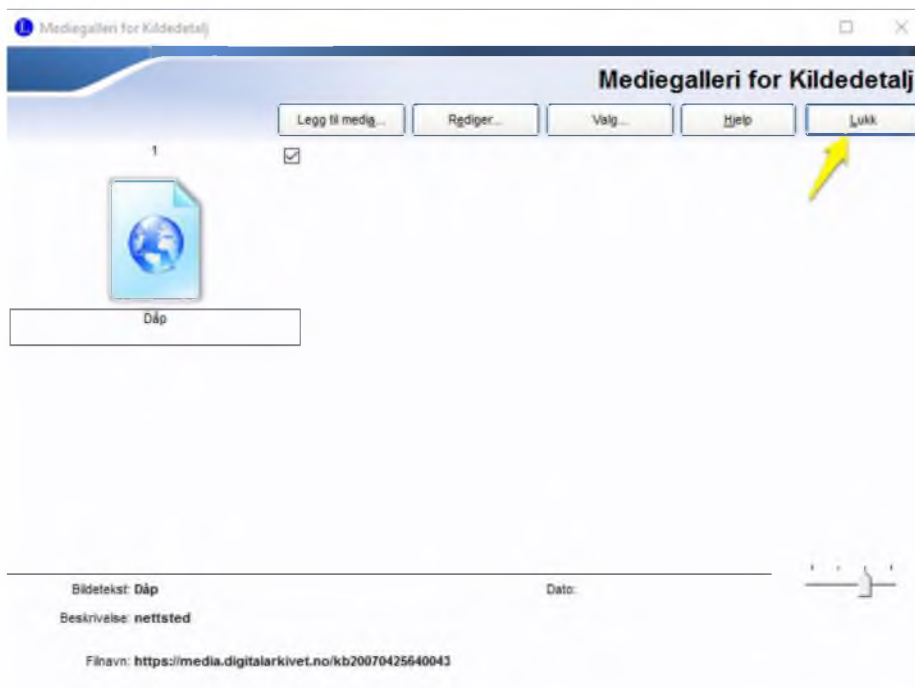 Mediegalleri for Kildedetalj
Mediegalleri for Kildedetalj
Legg til media... Rediger... Valg... Hjelp Lukk
1
Dåp
Bildetekst: Dåp Dato:
Beskrivelse: nettsted
Filnavn: https://media.digitalarkivet.no/kb20070425640043